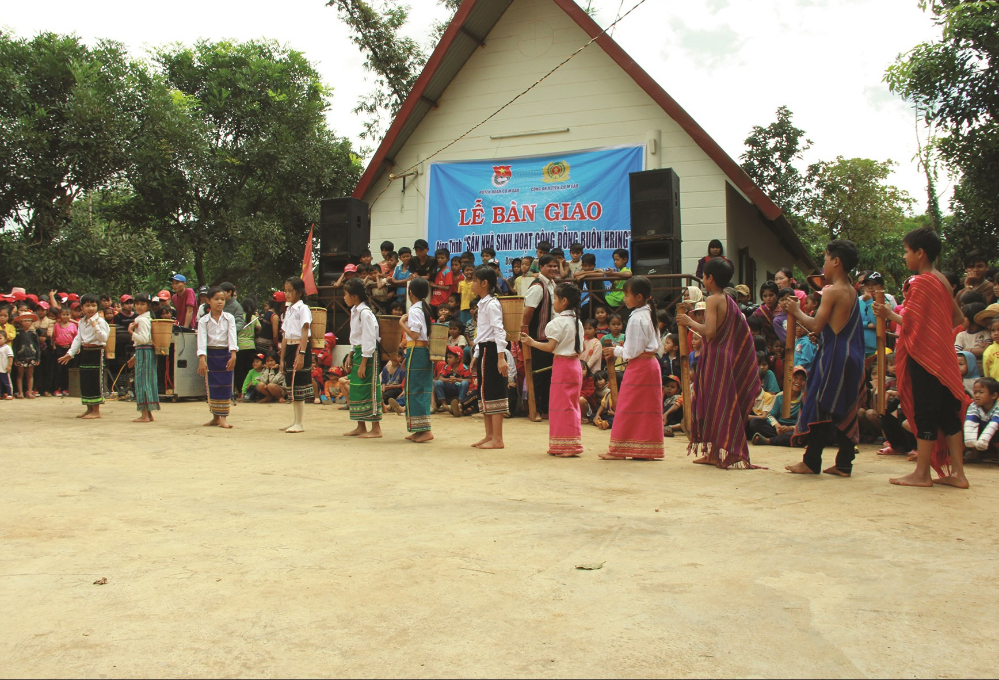 HUYỆN ĐOÀN CƯ M'GAR
CÔNG AN HUYỆN CƯ M'GAR
LỄ BÀN GIAO
Công Trình "SÂN NHÀ SINH HOẠT CỘNG ĐỒNG BUÔN HRING"